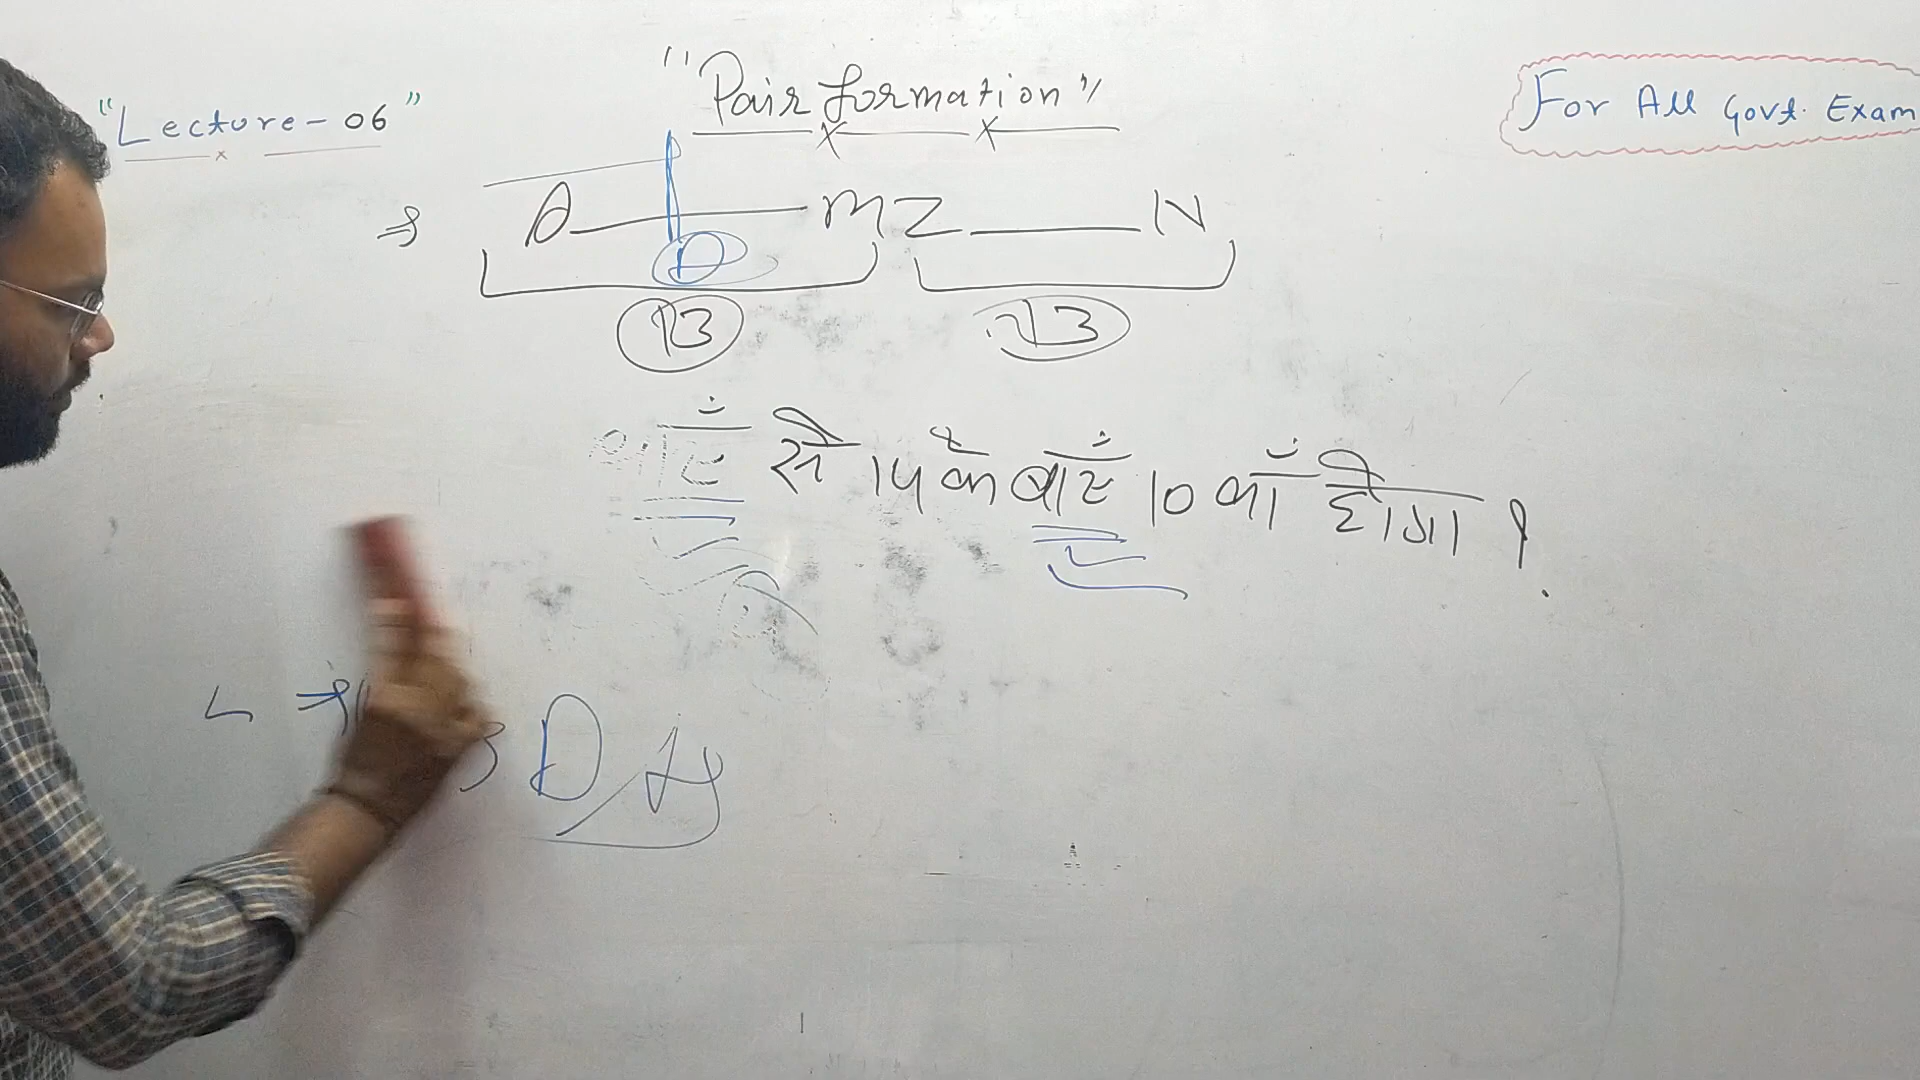 "Pair formation"
"Lecture-06"
For All Govt. Exam
⇒ A——— M Z ——— N
D
13 13
से 14 के बाएं 10 वां होगा ?
D